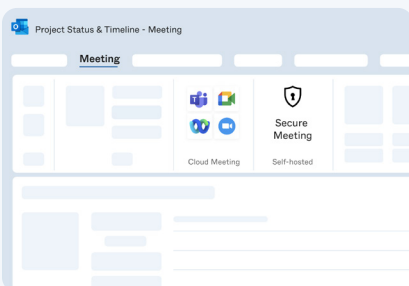 Project Status & Timeline - Meeting
Meeting
Secure
Meeting
Cloud Meeting
Self-hosted